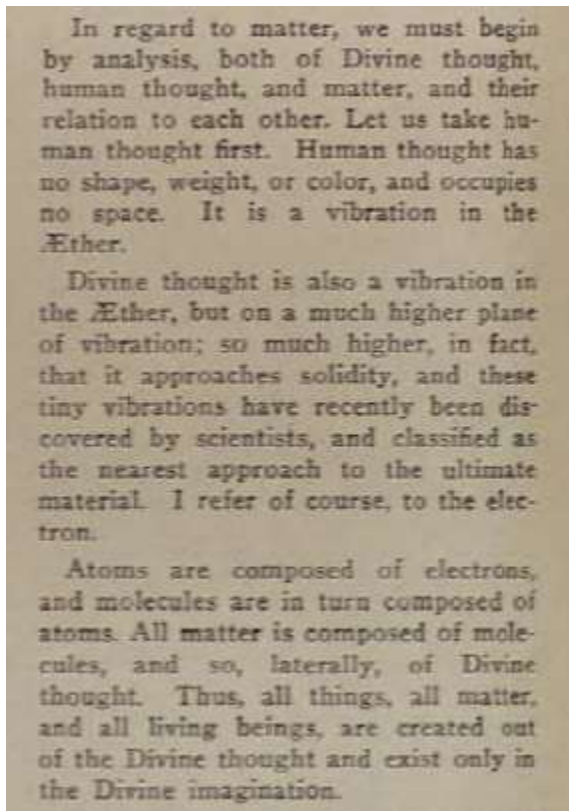 In regard to matter, we must begin
by analysis, both of Divine thought,
human thought, and matter, and their
relation to each other. Let us take hu-
man thought first. Human thought has
no shape, weight, or color, and occupies
no space. It is a vibration in the
Æther.
Divine thought is also a vibration in
the Æther, but on a much higher plane
of vibration; so much higher, in fact,
that it approaches solidity, and these
tiny vibrations have recently been dis-
covered by scientists, and classified as
the nearest approach to the ultimate
material. I refer of course, to the elec-
tron.
Atoms are composed of electrons,
and molecules are in turn composed of
atoms. All matter is composed of mole-
cules, and so, laterally, of Divine
thought. Thus, all things, all matter,
and all living beings, are created out
of the Divine thought and exist only in
the Divine imagination.